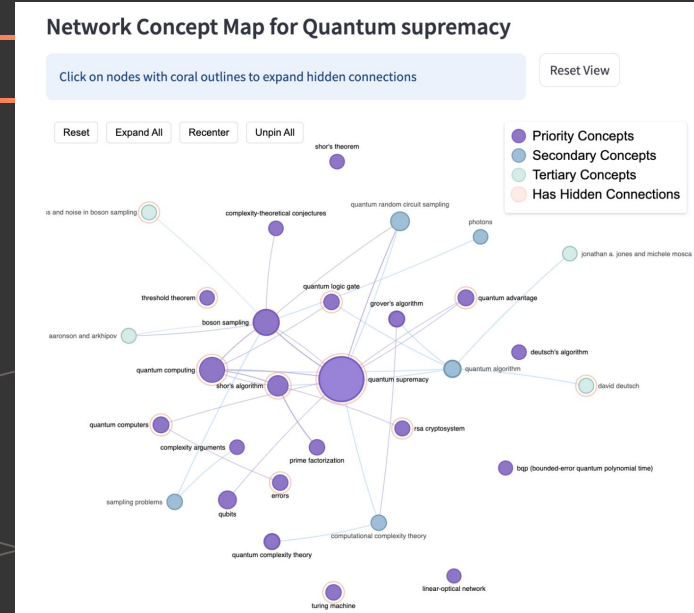 Network Concept Map for Quantum supremacy
Click on nodes with coral outlines to expand hidden connections
Reset View
Reset
Expand All
Recenter
Unpin All
Priority Concepts
Secondary Concepts
Tertiary Concepts
Has Hidden Connections
shor's theorem
quantum random circuit sampling
s and noise in boson sampling
complexity-theoretical conjectures
photons
jonathan a. jones and michele mosca
quantum logic gate
threshold theorem
quantum advantage
grover's algorithm
boson sampling
aaronson and arkhipov
deutsch's algorithm
quantum computing
quantum algorithm
quantum supremacy
shor's algorithm
david deutsch
quantum computers
rsa cryptosystem
complexity arguments
prime factorization
bqp (bounded-error quantum polynomial time)
errors
sampling problems
qubits
computational complexity theory
quantum complexity theory
linear-optical network
turing machine